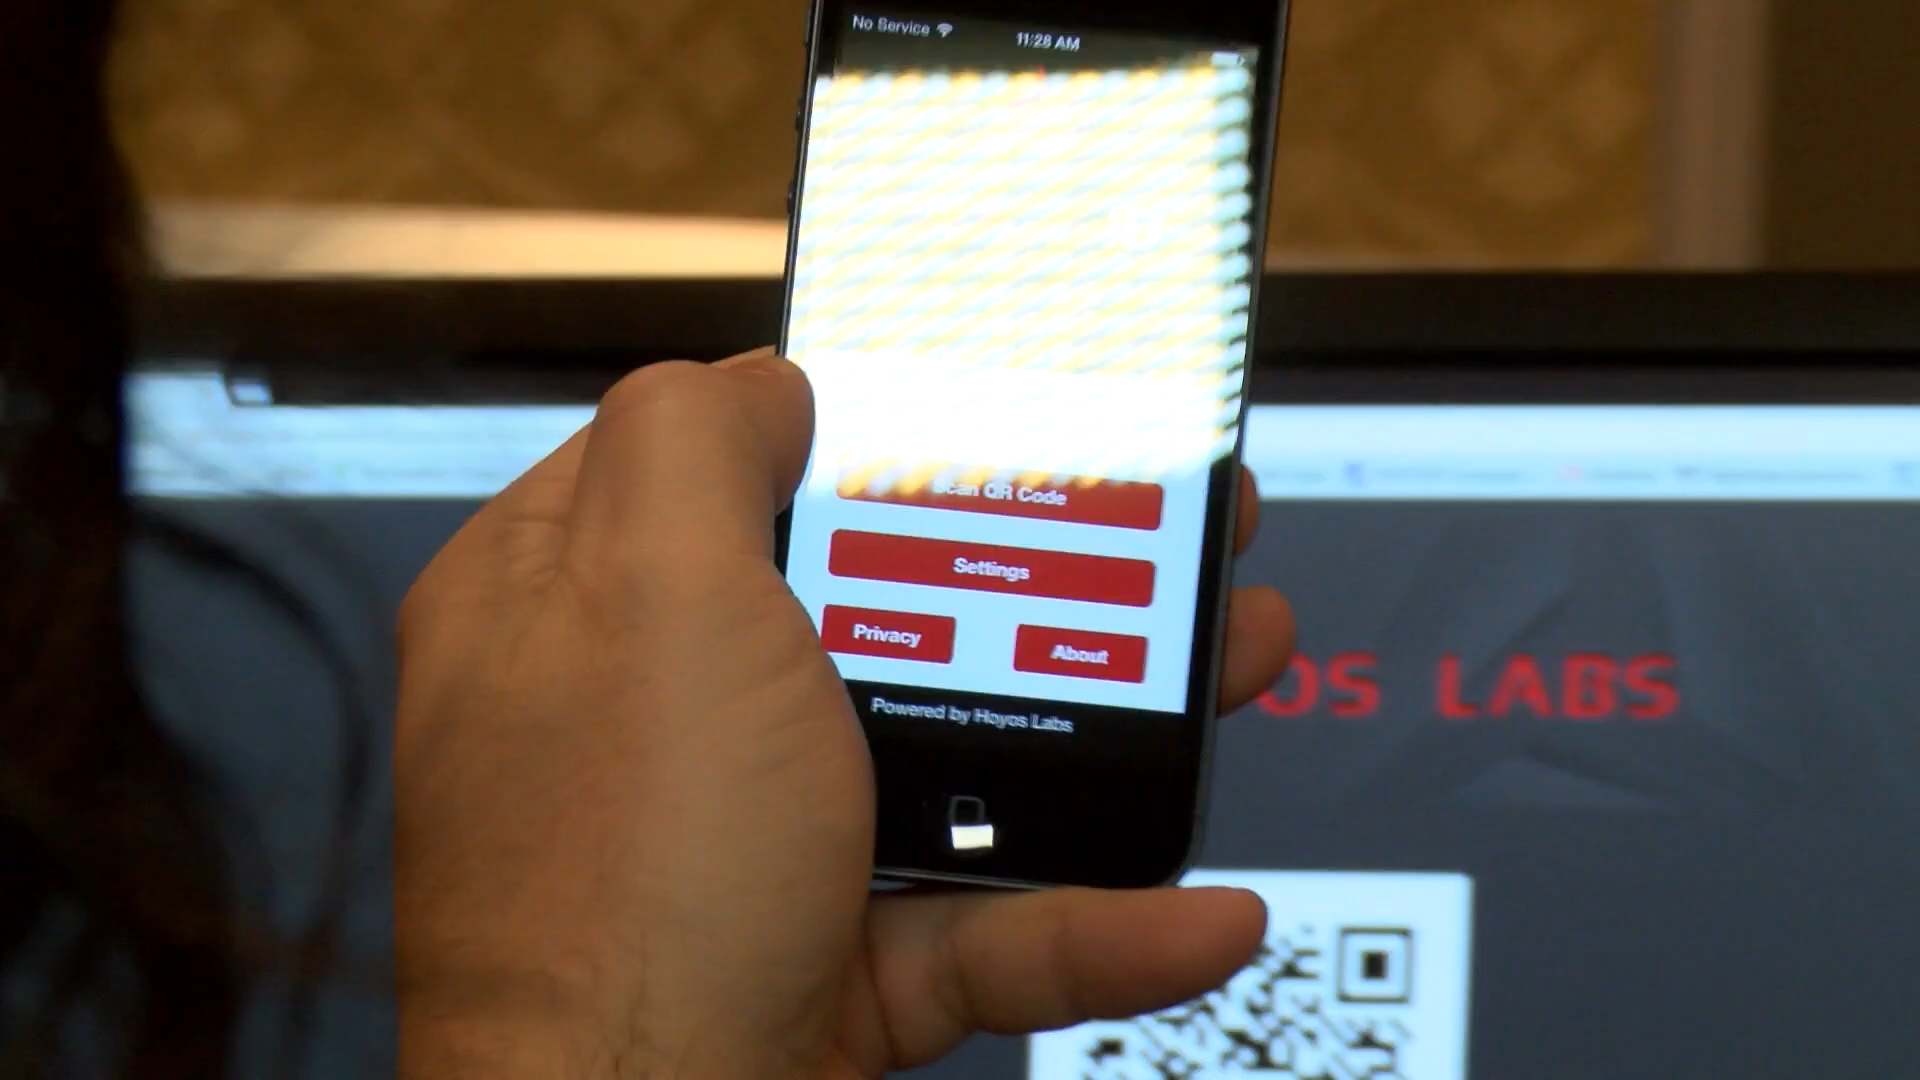 No Service
11:28 AM
Scan QR Code
Settings
Privacy
About
Powered by Hoyos Labs
OS LABS